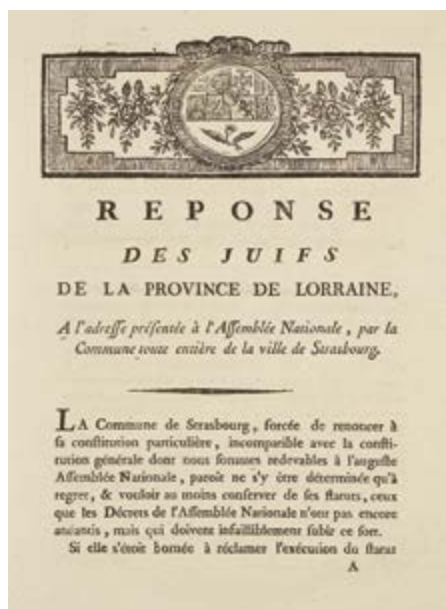 REPONSE
DES JUIFS
DE LA PROVINCE DE LORRAINE,
A l'adreſſe préſentée à l'Aſſemblée Nationale, par la
Commune toute entière de la ville de Strasbourg.
LA Commune de Strasbourg, forcée de renoncer à
ſa conſtitution particulière, incompatible avec la conſti-
tution générale dont nous ſommes redevables à l'auguſte
Aſſemblée Nationale, paroît ne s'y être déterminée qu'à
regret, & vouloir au moins conſerver de ſes ſtatuts, ceux
que les Décrets de l'Aſſemblée Nationale n'ont pas encore
anéantis, mais qui doivent infailliblement ſubir ce ſort.
Si elle s'étoit bornée à réclamer l'exécution du ſtatut
A